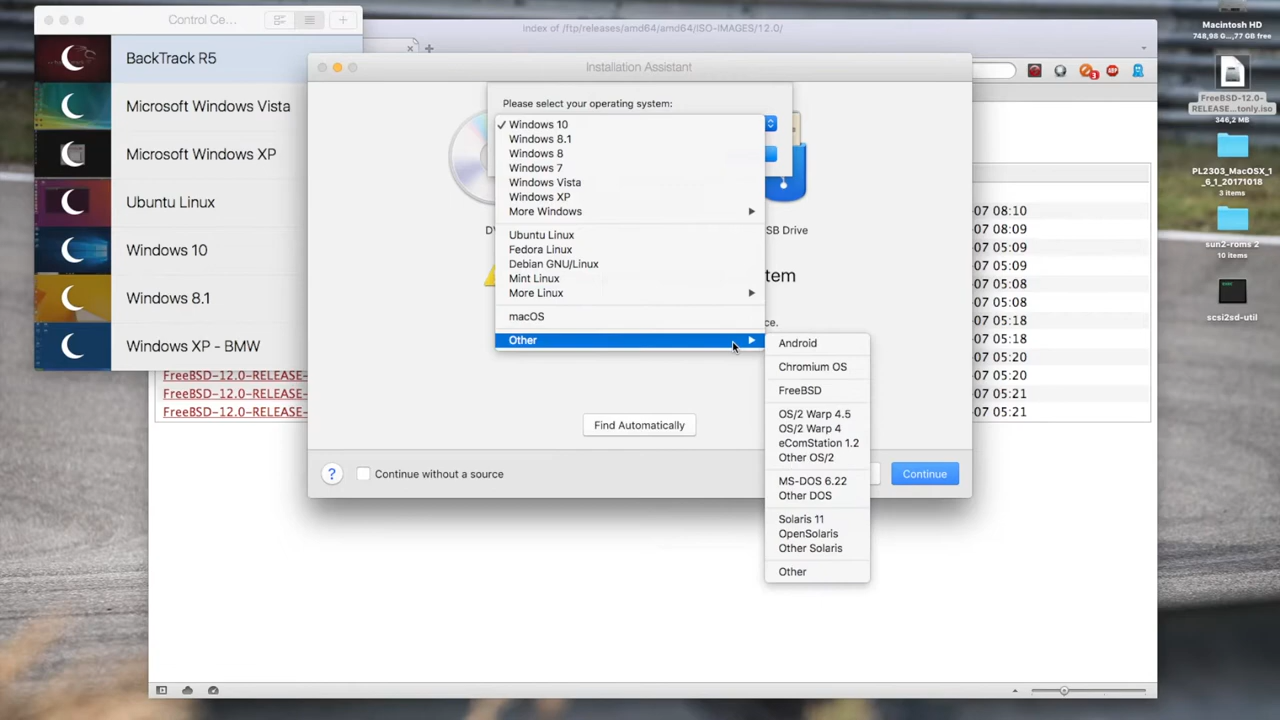 Control Ce...
BackTrack R5
Microsoft Windows Vista
Microsoft Windows XP
Ubuntu Linux
Windows 10
Windows 8.1
Windows XP - BMW
Index of /ftp/releases/amd64/amd64/ISO-IMAGES/12.0/
Installation Assistant
Please select your operating system:
✓ Windows 10
Windows 8.1
Windows 8
Windows 7
Windows Vista
Windows XP
More Windows
Ubuntu Linux
Fedora Linux
Debian GNU/Linux
Mint Linux
More Linux
macOS
Other
Android
Chromium OS
FreeBSD
OS/2 Warp 4.5
OS/2 Warp 4
eComStation 1.2
Other OS/2
MS-DOS 6.22
Other DOS
Solaris 11
OpenSolaris
Other Solaris
Other
SB Drive
tem
ce.
Find Automatically
? Continue without a source
Continue
-07 08:10
-07 08:09
-07 05:09
-07 05:09
-07 05:08
-07 05:08
-07 05:18
-07 05:18
-07 05:20
FreeBSD-12.0-RELEASE- -07 05:20
FreeBSD-12.0-RELEASE- -07 05:21
FreeBSD-12.0-RELEASE- -07 05:21
3
ABP
Macintosh HD
748,98 G...,77 GB free
FreeBSD-12.0-
RELEASE...tonly.iso
346,2 MB
PL2303_MacOSX_1
_6_1_20171018
3 items
sun2-roms 2
10 items
scsi2sd-util